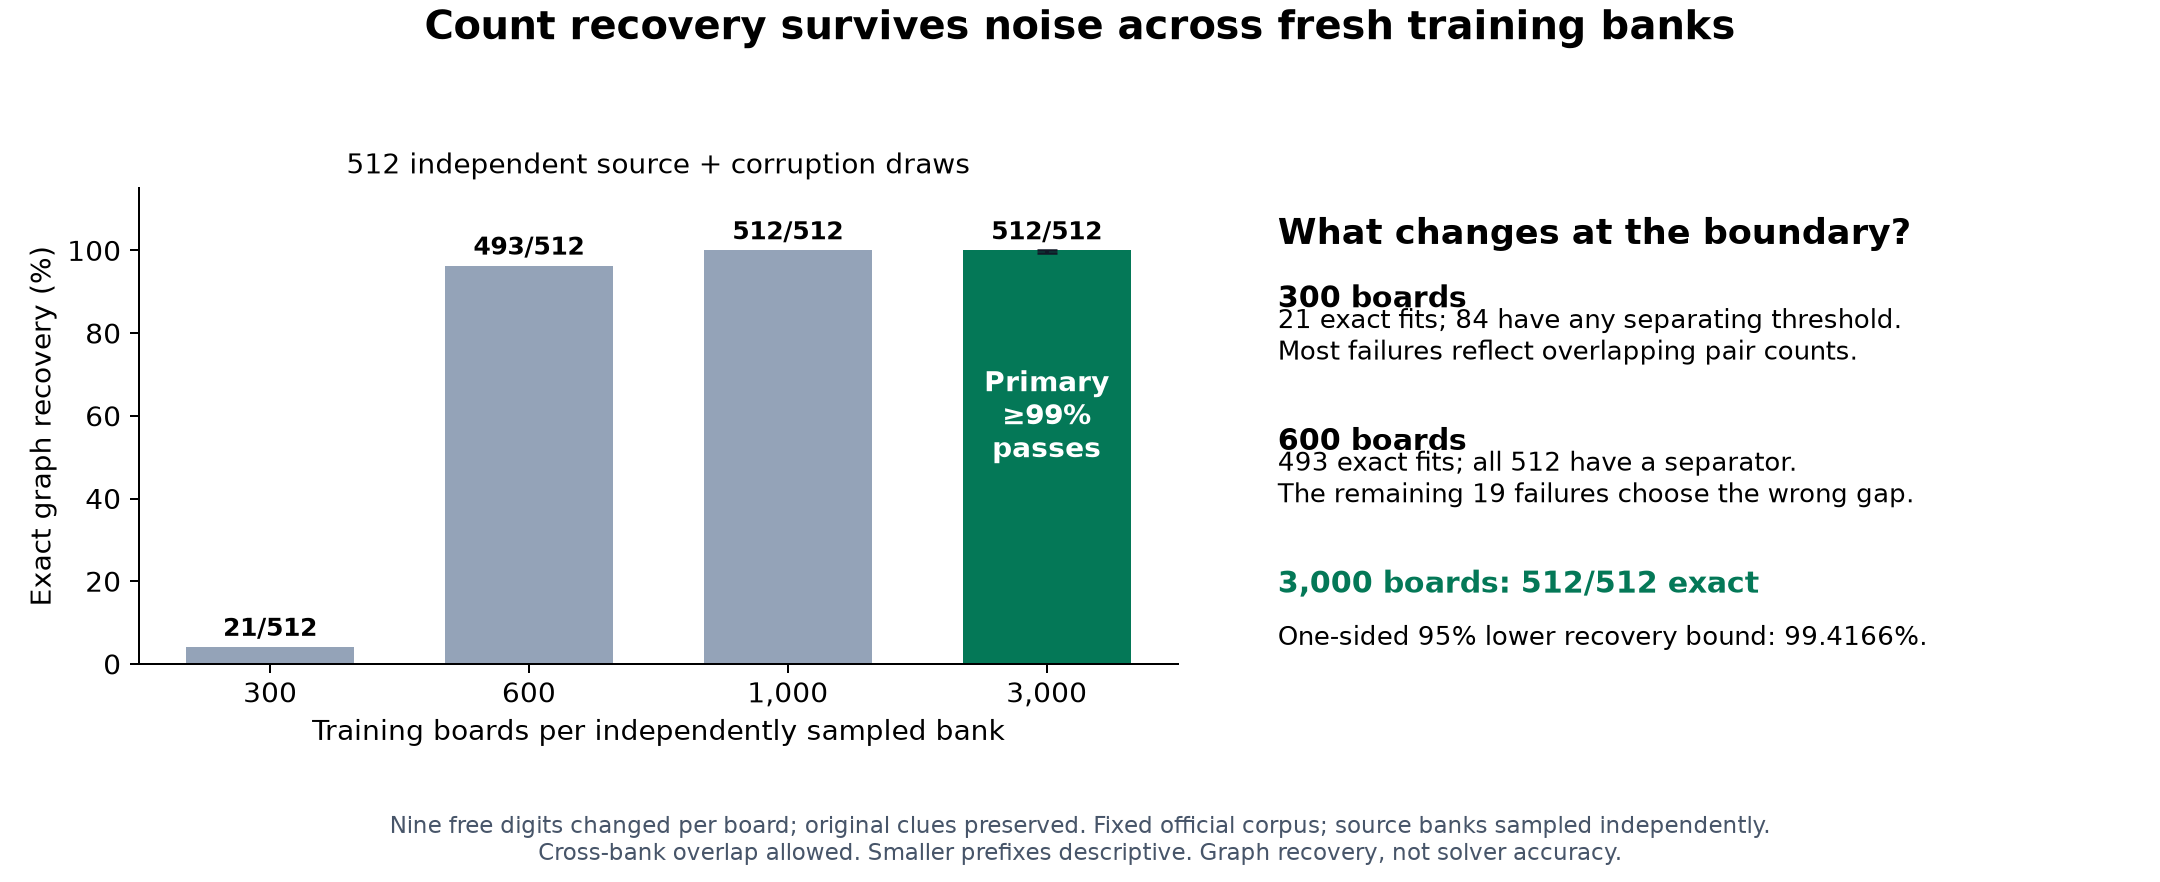 Count recovery survives noise across fresh training banks
512 independent source + corruption draws
Exact graph recovery (%)
100
80
60
40
20
0
21/512
493/512
512/512
512/512
Primary
≥99%
passes
300
600
1,000
3,000
Training boards per independently sampled bank
What changes at the boundary?
300 boards
21 exact fits; 84 have any separating threshold.
Most failures reflect overlapping pair counts.
600 boards
493 exact fits; all 512 have a separator.
The remaining 19 failures choose the wrong gap.
3,000 boards: 512/512 exact
One-sided 95% lower recovery bound: 99.4166%.
Nine free digits changed per board; original clues preserved. Fixed official corpus; source banks sampled independently.
Cross-bank overlap allowed. Smaller prefixes descriptive. Graph recovery, not solver accuracy.